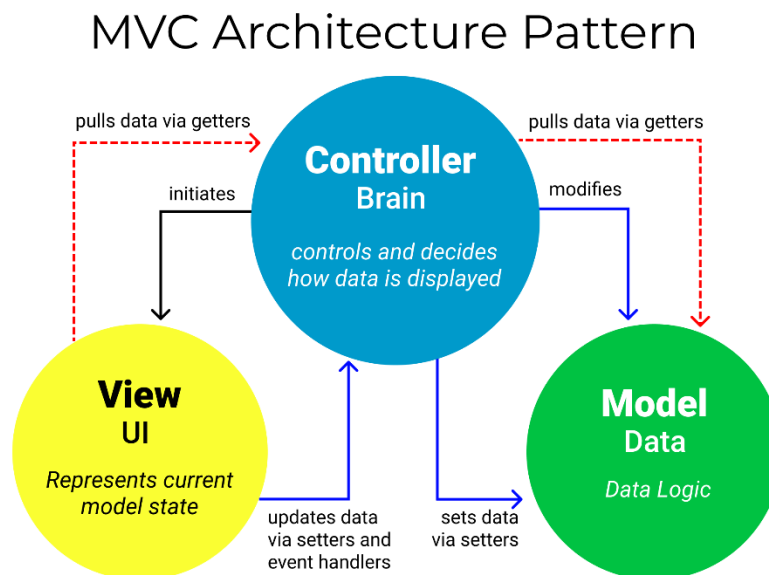 MVC Architecture Pattern
pulls data via getters
pulls data via getters
Controller
Brain
initiates
modifies
controls and decides
how data is displayed
View
UI
Represents current
model state
Model
Data
Data Logic
updates data
via setters and
event handlers
sets data
via setters